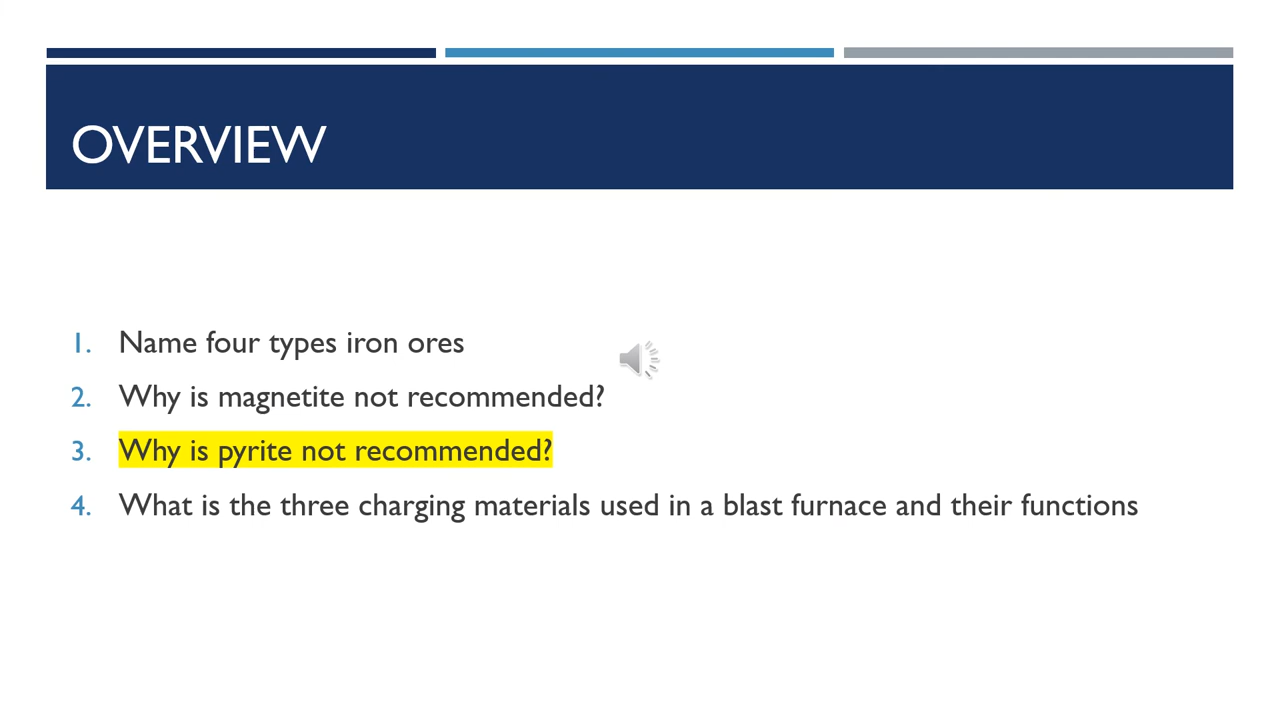 OVERVIEW
1. Name four types iron ores
2. Why is magnetite not recommended?
3. Why is pyrite not recommended?
4. What is the three charging materials used in a blast furnace and their functions